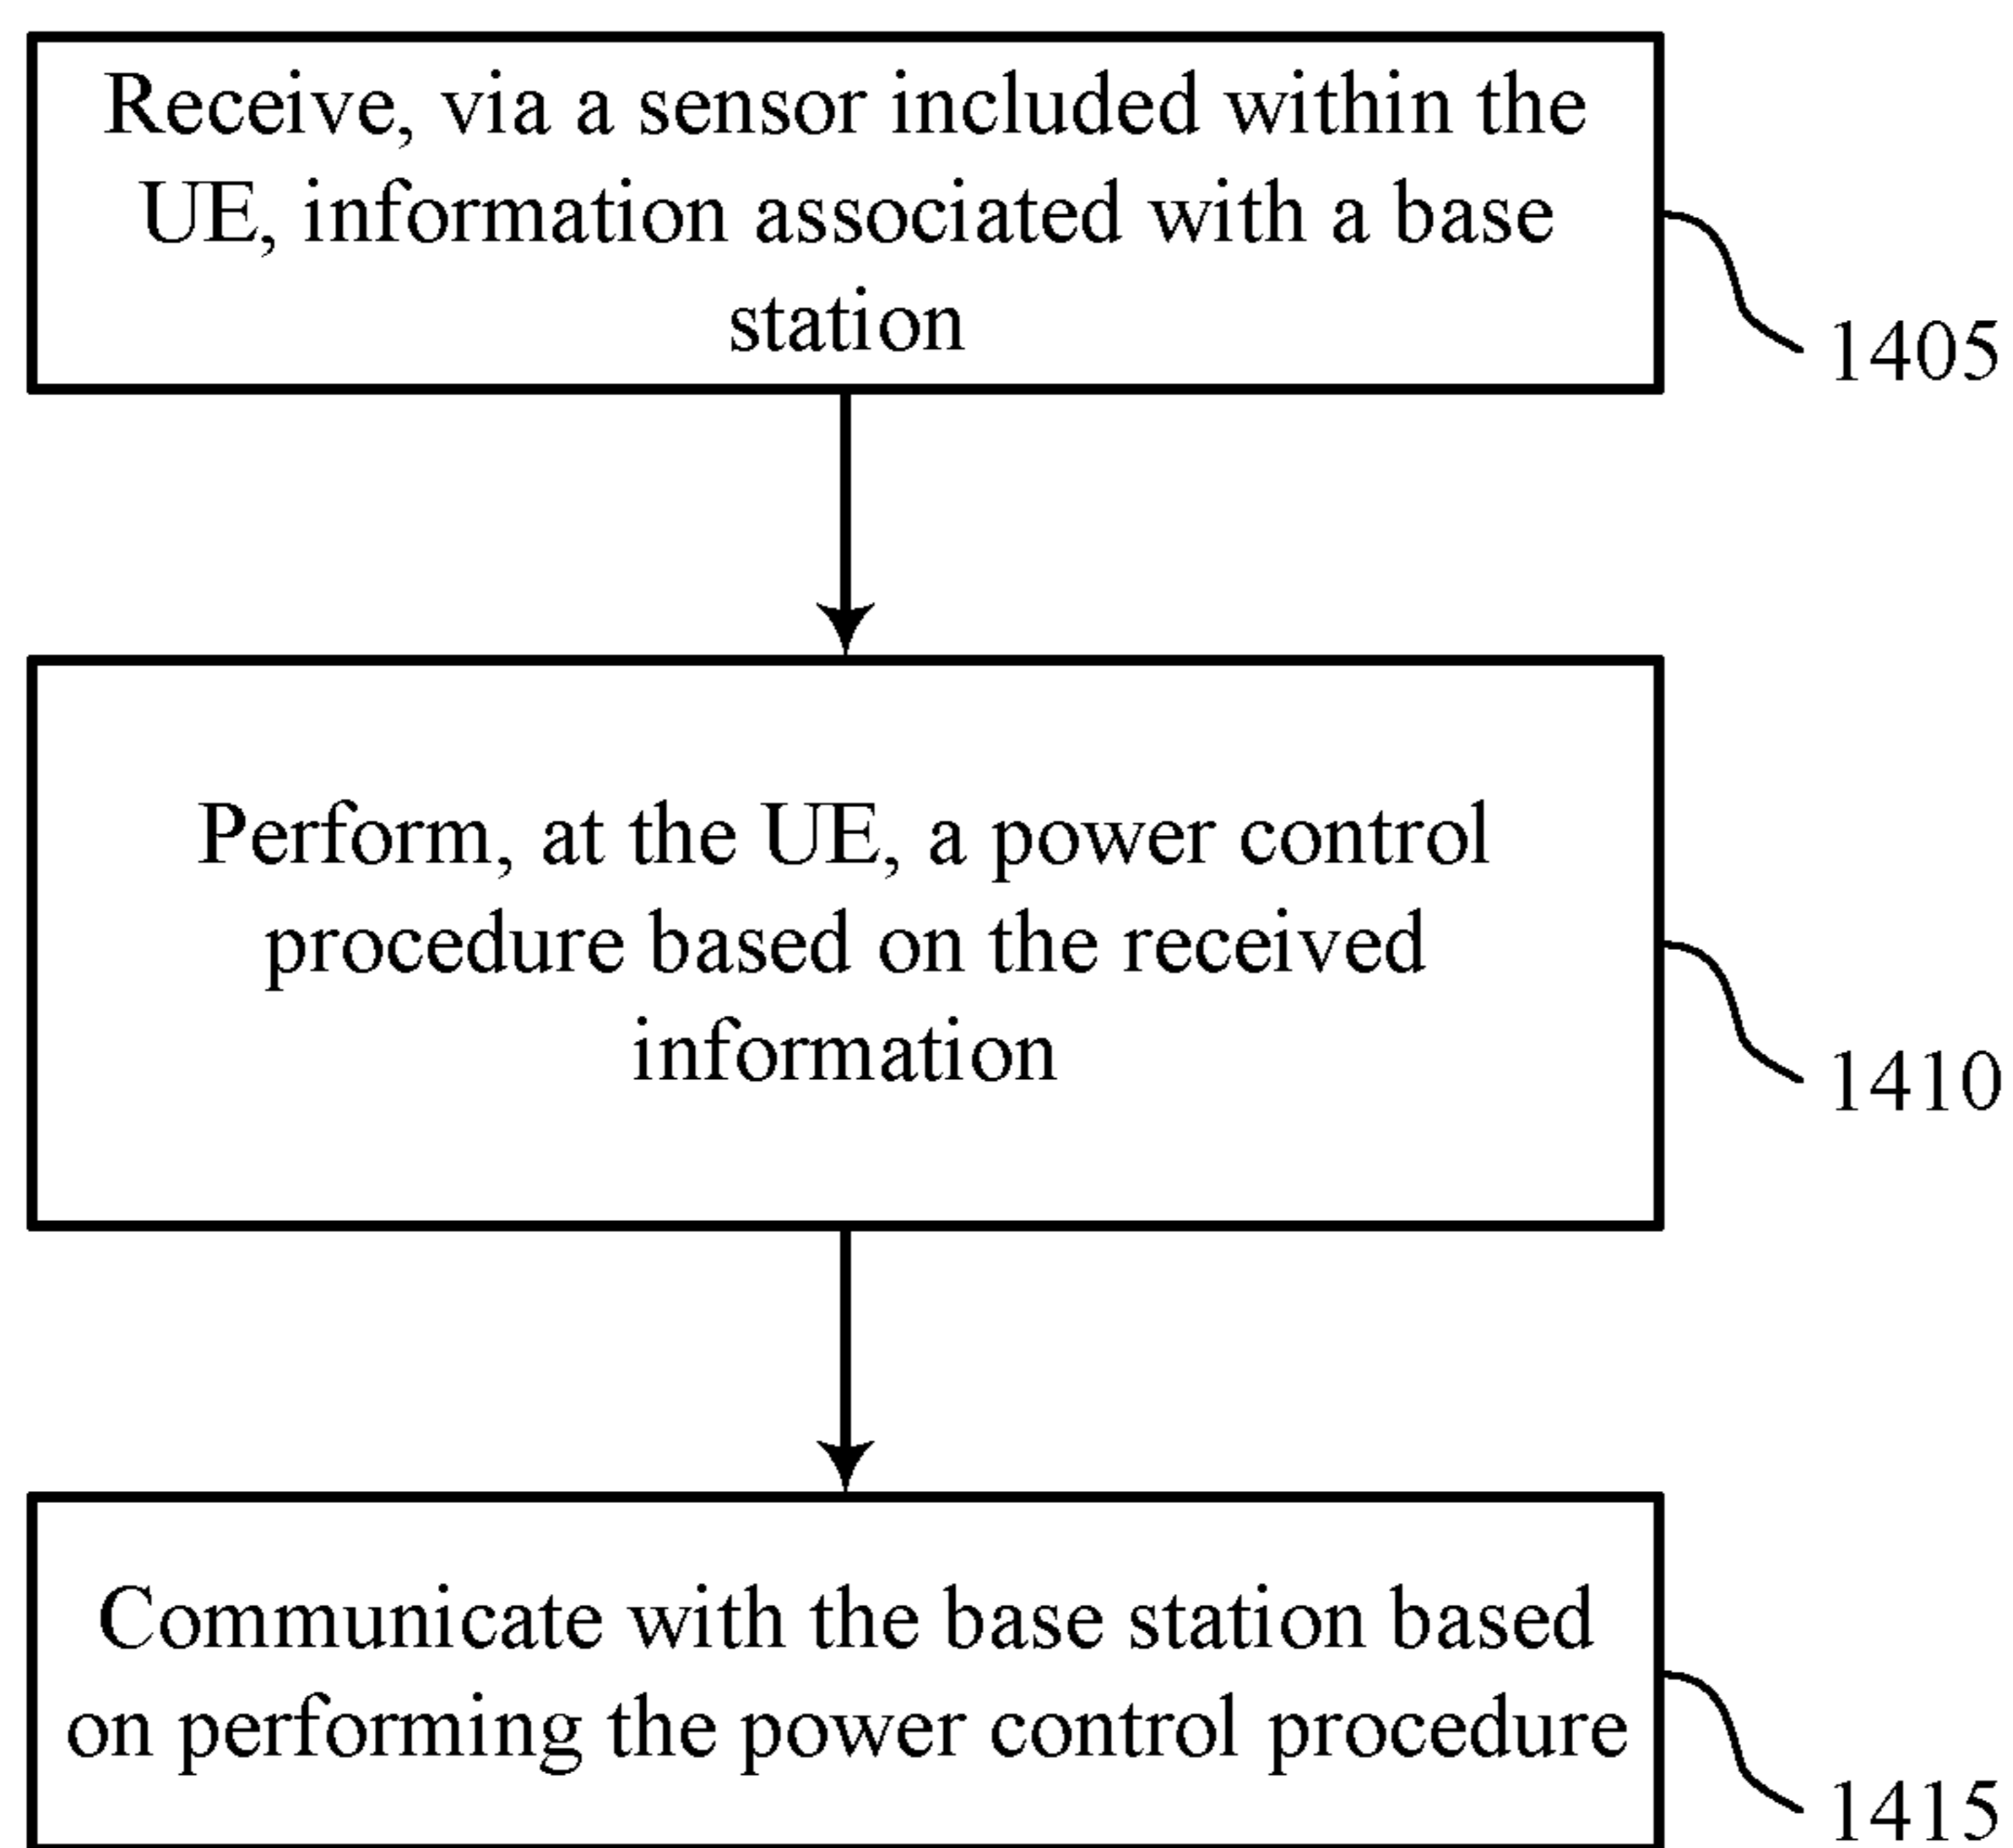 Receive, via a sensor included within the
UE, information associated with a base
station
1405
Perform, at the UE, a power control
procedure based on the received
information
1410
Communicate with the base station based
on performing the power control procedure
1415